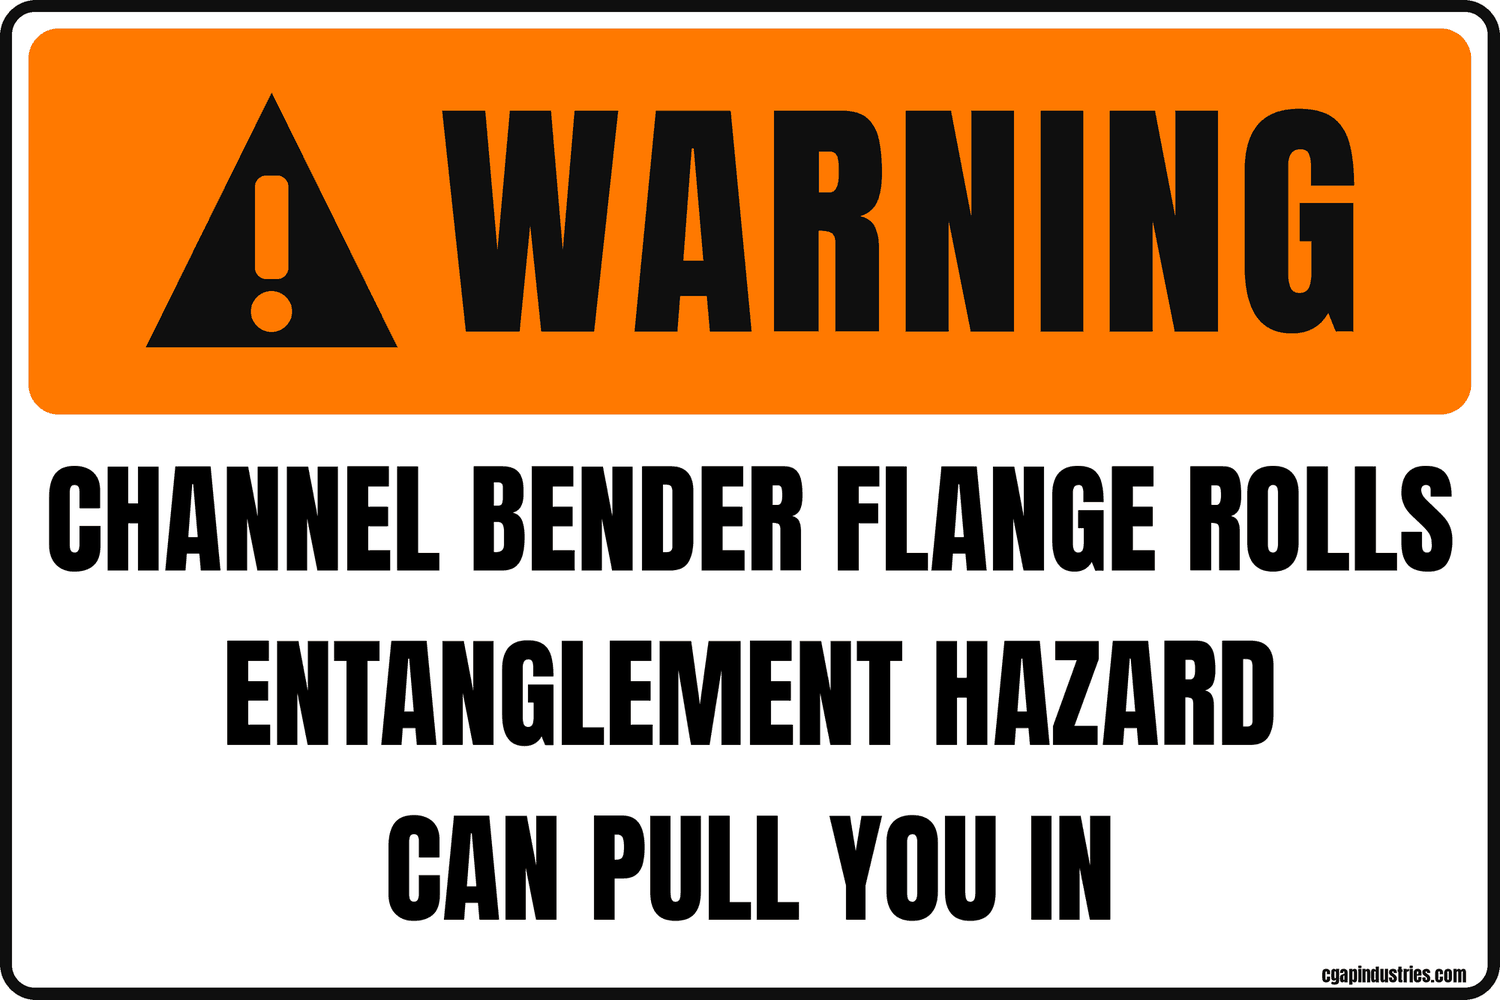 WARNING
CHANNEL BENDER FLANGE ROLLS
ENTANGLEMENT HAZARD
CAN PULL YOU IN
cgapindustries.com